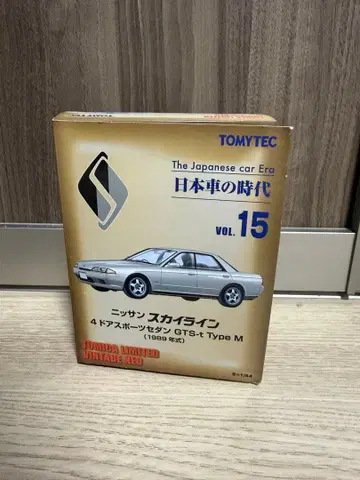 TOMYTEC
The Japanese car Era
日本車の時代
VOL. 15
ニッサン スカイライン
4ドアスポーツセダン GTS-t Type M
(1989年式)
TOMICA LIMITED
VINTAGE NEO
S=1/64